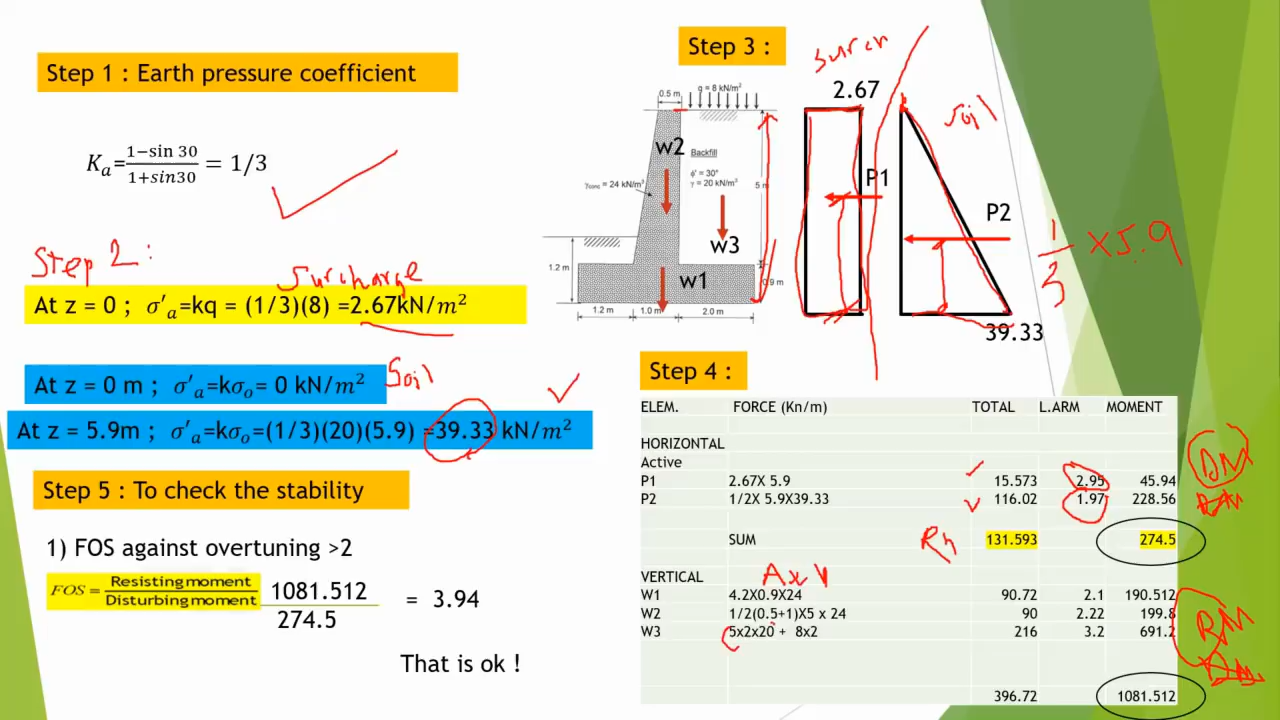 Step 1 : Earth pressure coefficient
Kₐ=(1−sin 30)/(1+sin30) = 1/3
Step 2 :
Surcharge
At z = 0 ; σ′ₐ=kq = (1/3)(8) =2.67kN/m²
Soil
At z = 0 m ; σ′ₐ=kσₒ= 0 kN/m²
At z = 5.9m ; σ′ₐ=kσₒ=(1/3)(20)(5.9) =39.33 kN/m²
Step 5 : To check the stability
1) FOS against overtuning >2
FOS = Resisting moment / Disturbing moment 1081.512 / 274.5 = 3.94
That is ok !
Step 3 :
q = 8 kN/m²
0.5 m
w2
Backfill
γconc = 24 kN/m³
ϕ′ = 30°
γ = 20 kN/m³
5 m
w3
1.2 m
w1
0.9 m
1.2 m 1.0 m 2.0 m
surch
2.67
P1
soil
P2
39.33
1/3 × 5.9
Step 4 :
ELEM. FORCE (Kn/m) TOTAL L.ARM MOMENT
HORIZONTAL
Active
P1 2.67X 5.9 15.573 2.95 45.94
P2 1/2X 5.9X39.33 116.02 1.97 228.56
DM
SUM Rh 131.593 274.5
VERTICAL A x γ
W1 4.2X0.9X24 90.72 2.1 190.512
W2 1/2(0.5+1)X5 x 24 90 2.22 199.8
W3 5x2x20 + 8x2 216 3.2 691.2
RM
396.72 1081.512